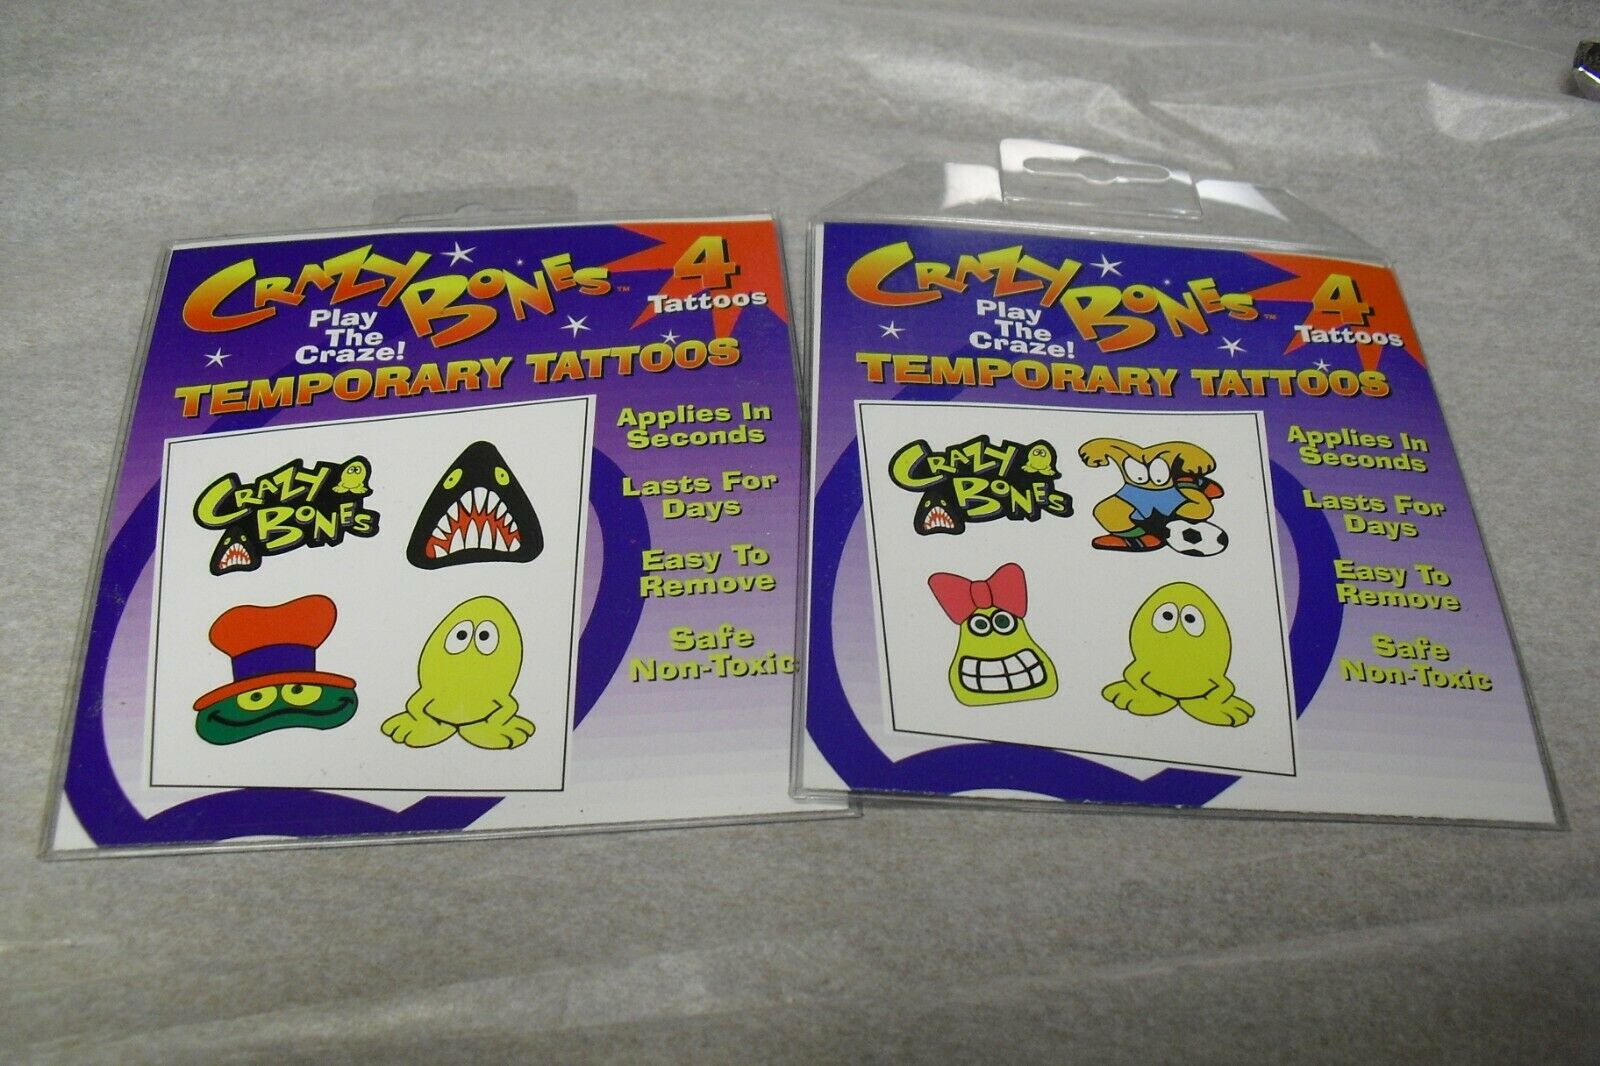 CRAZY BONES™
Play
The
Craze!
4
Tattoos
TEMPORARY TATTOOS
Applies In
Seconds
Lasts For
Days
Easy To
Remove
Safe
Non-Toxic
CRAZY
BONES
CRAZY BONES™
Play
The
Craze!
4
Tattoos
TEMPORARY TATTOOS
Applies In
Seconds
Lasts For
Days
Easy To
Remove
Safe
Non-Toxic
CRAZY
BONES